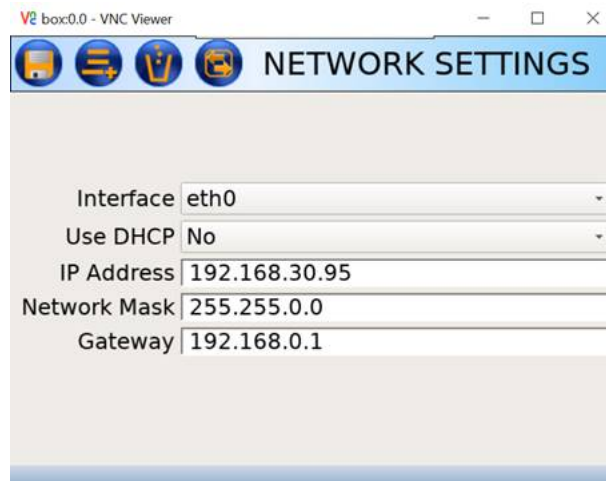 box:0.0 - VNC Viewer
NETWORK SETTINGS
Interface eth0
Use DHCP No
IP Address 192.168.30.95
Network Mask 255.255.0.0
Gateway 192.168.0.1